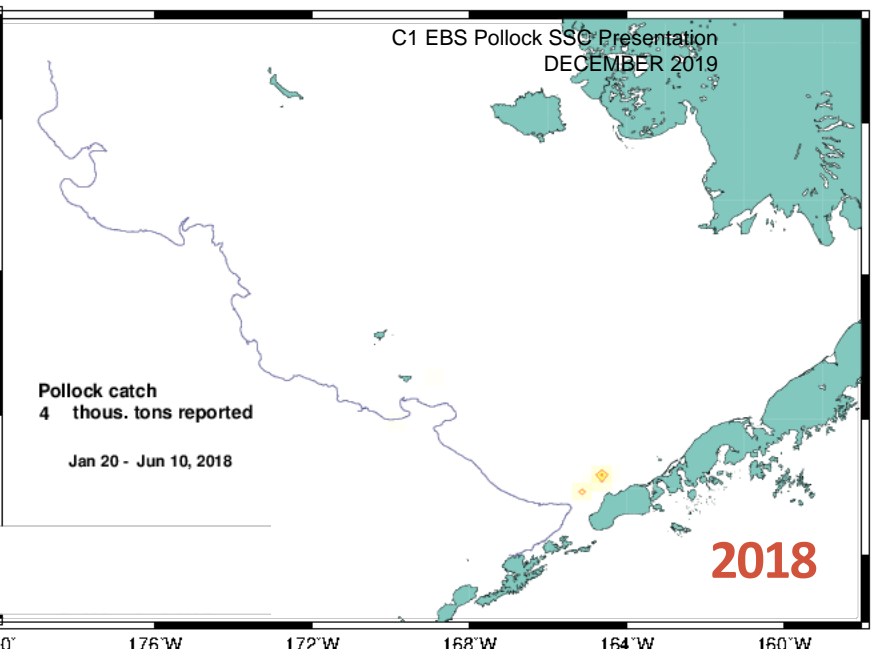 C1 EBS Pollock SSC Presentation
DECEMBER 2019
Pollock catch
4 thous. tons reported
Jan 20 - Jun 10, 2018
2018
0˘ 176˘W 172˘W 168˘W 164˘W 160˘W